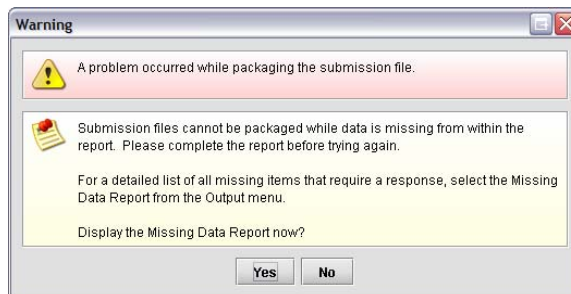 Warning
A problem occurred while packaging the submission file.
Submission files cannot be packaged while data is missing from within the
report. Please complete the report before trying again.
For a detailed list of all missing items that require a response, select the Missing
Data Report from the Output menu.
Display the Missing Data Report now?
Yes No